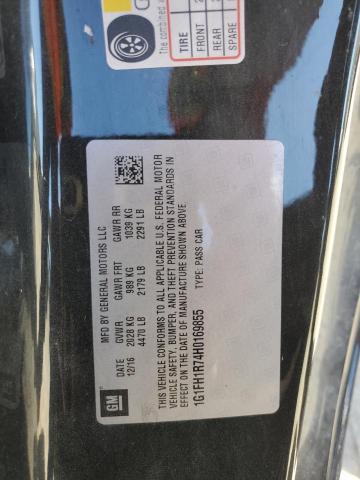 The combined
TIRE
FRONT
REAR
SPARE
GM
MFD BY GENERAL MOTORS LLC
DATE GVWR GAWR FRT GAWR RR
12/16 2028 KG 989 KG 1039 KG
4470 LB 2179 LB 2291 LB
THIS VEHICLE CONFORMS TO ALL APPLICABLE U.S. FEDERAL MOTOR
VEHICLE SAFETY, BUMPER, AND THEFT PREVENTION STANDARDS IN
EFFECT ON THE DATE OF MANUFACTURE SHOWN ABOVE.
1G1FH1R74H0109855 TYPE: PASS CAR